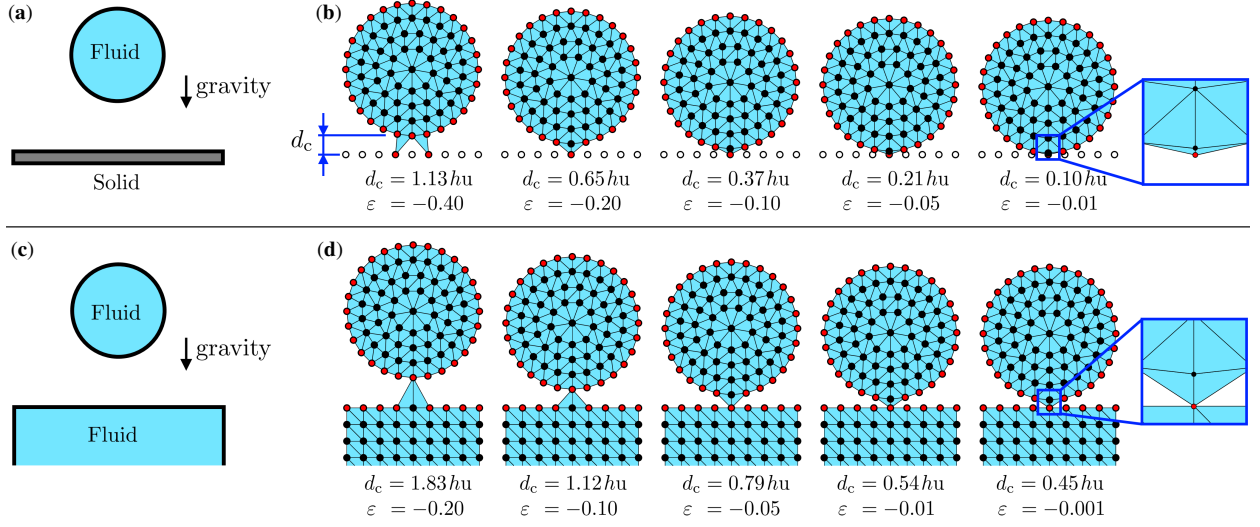 (a)
Fluid
gravity
Solid
(b)
d_c
d_c = 1.13 hu
ε = −0.40
d_c = 0.65 hu
ε = −0.20
d_c = 0.37 hu
ε = −0.10
d_c = 0.21 hu
ε = −0.05
d_c = 0.10 hu
ε = −0.01
(c)
Fluid
gravity
Fluid
(d)
d_c = 1.83 hu
ε = −0.20
d_c = 1.12 hu
ε = −0.10
d_c = 0.79 hu
ε = −0.05
d_c = 0.54 hu
ε = −0.01
d_c = 0.45 hu
ε = −0.001